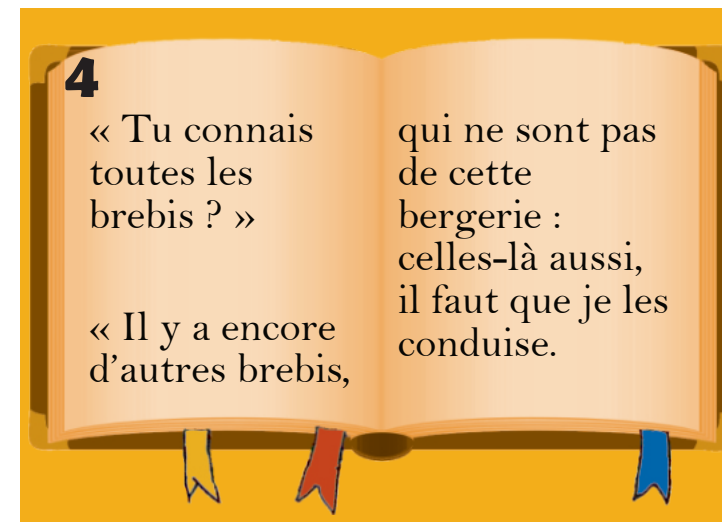 4
« Tu connais
toutes les
brebis ? »
« Il y a encore
d’autres brebis,
qui ne sont pas
de cette
bergerie :
celles-là aussi,
il faut que je les
conduise.